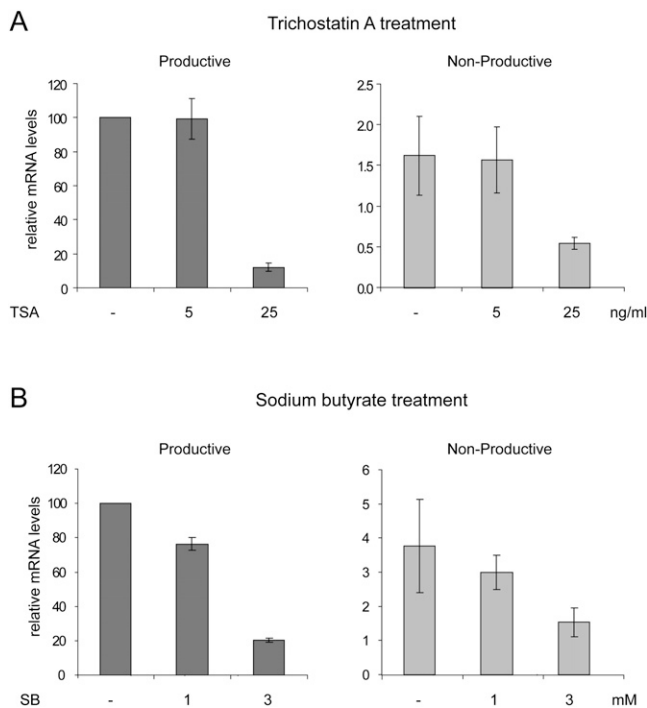 A
Trichostatin A treatment
Productive
Non-Productive
relative mRNA levels
120
100
80
60
40
20
0
2.5
2.0
1.5
1.0
0.5
0.0
TSA - 5 25 - 5 25 ng/ml
B
Sodium butyrate treatment
Productive
Non-Productive
relative mRNA levels
120
100
80
60
40
20
0
6
5
4
3
2
1
0
SB - 1 3 - 1 3 mM